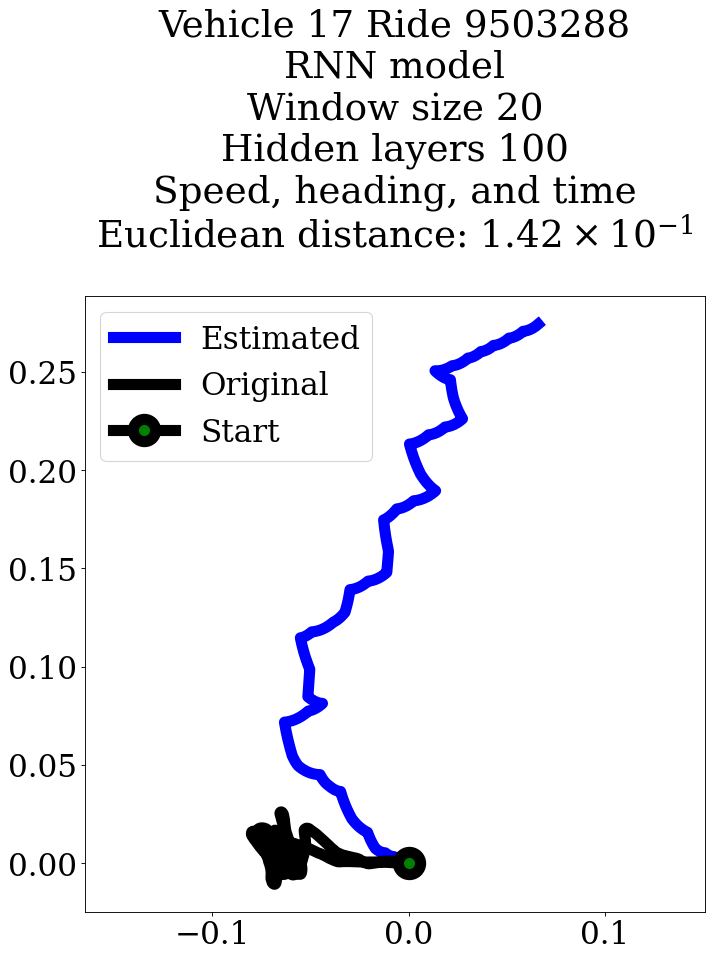 Vehicle 17 Ride 9503288
RNN model
Window size 20
Hidden layers 100
Speed, heading, and time
Euclidean distance: 1.42 × 10⁻¹
Estimated
Original
Start
0.25
0.20
0.15
0.10
0.05
0.00
−0.1 0.0 0.1